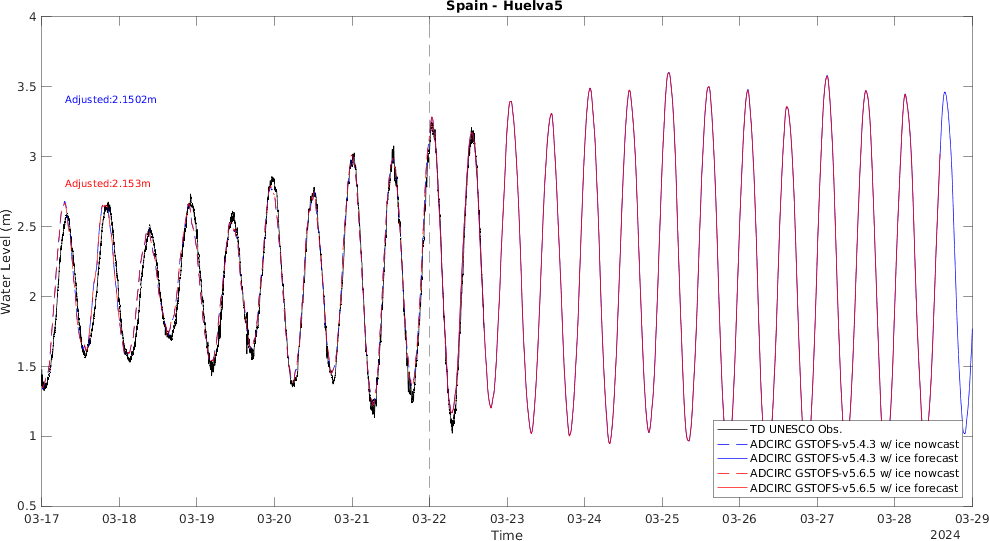 Spain - Huelva5
Water Level (m)
4
3.5
3
2.5
2
1.5
1
0.5
Adjusted:2.1502m
Adjusted:2.153m
TD UNESCO Obs.
ADCIRC GSTOFS-v5.4.3 w/ ice nowcast
ADCIRC GSTOFS-v5.4.3 w/ ice forecast
ADCIRC GSTOFS-v5.6.5 w/ ice nowcast
ADCIRC GSTOFS-v5.6.5 w/ ice forecast
03-17 03-18 03-19 03-20 03-21 03-22 03-23 03-24 03-25 03-26 03-27 03-28 03-29
Time
2024